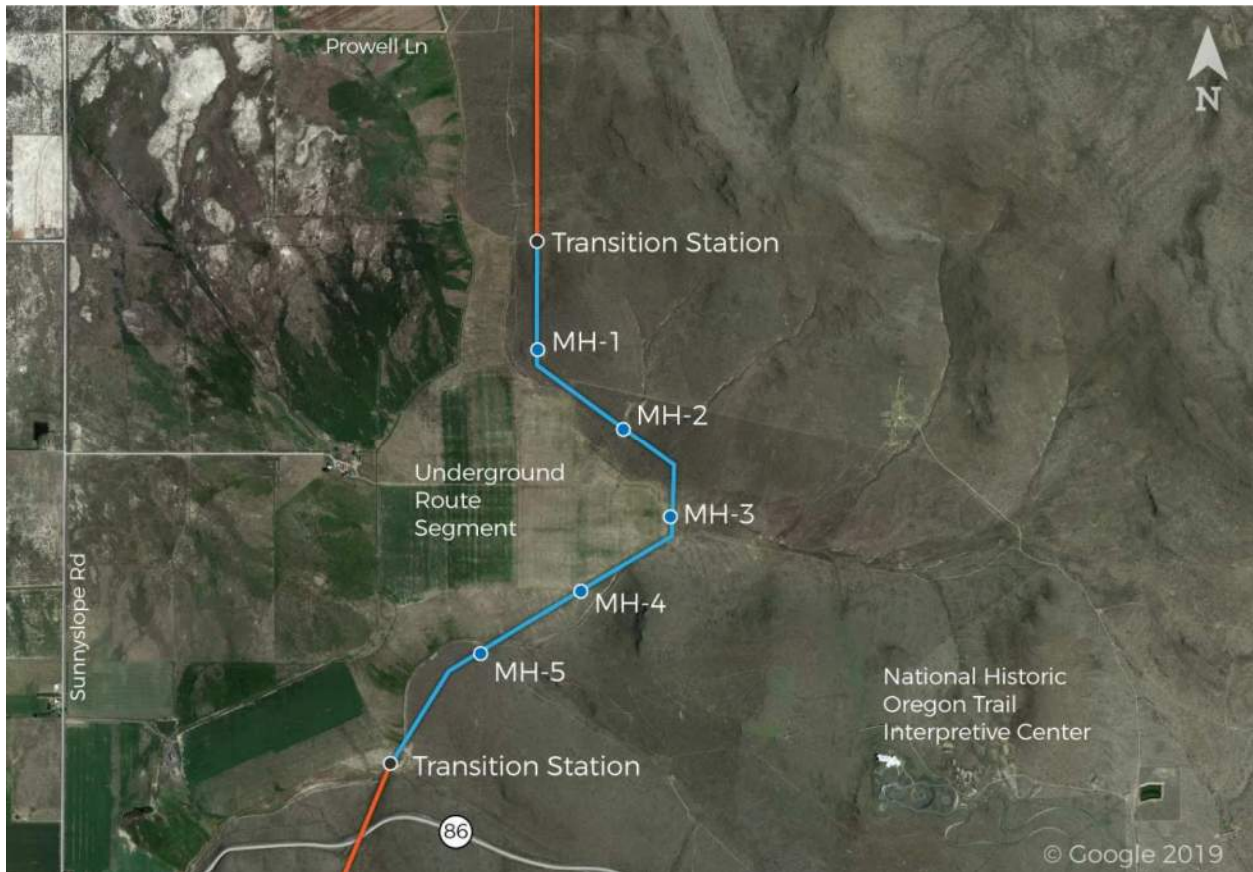 Prowell Ln
N
Transition Station
MH-1
MH-2
Underground
Route
Segment
MH-3
Sunnyslope Rd
MH-4
MH-5
National Historic
Oregon Trail
Interpretive Center
Transition Station
86
© Google 2019